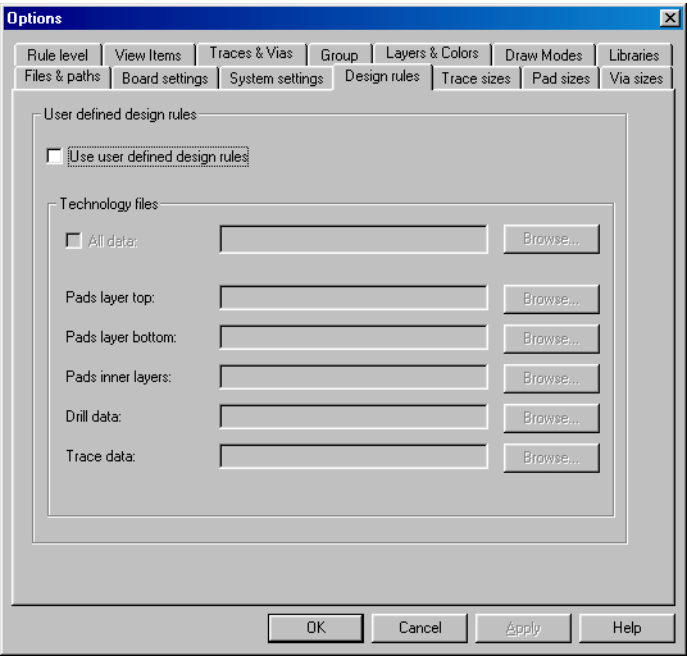 Options
Rule level View Items Traces & Vias Group Layers & Colors Draw Modes Libraries
Files & paths Board settings System settings Design rules Trace sizes Pad sizes Via sizes
User defined design rules
Use user defined design rules
Technology files
All data: Browse...
Pads layer top: Browse...
Pads layer bottom: Browse...
Pads inner layers: Browse...
Drill data: Browse...
Trace data: Browse...
OK Cancel Apply Help